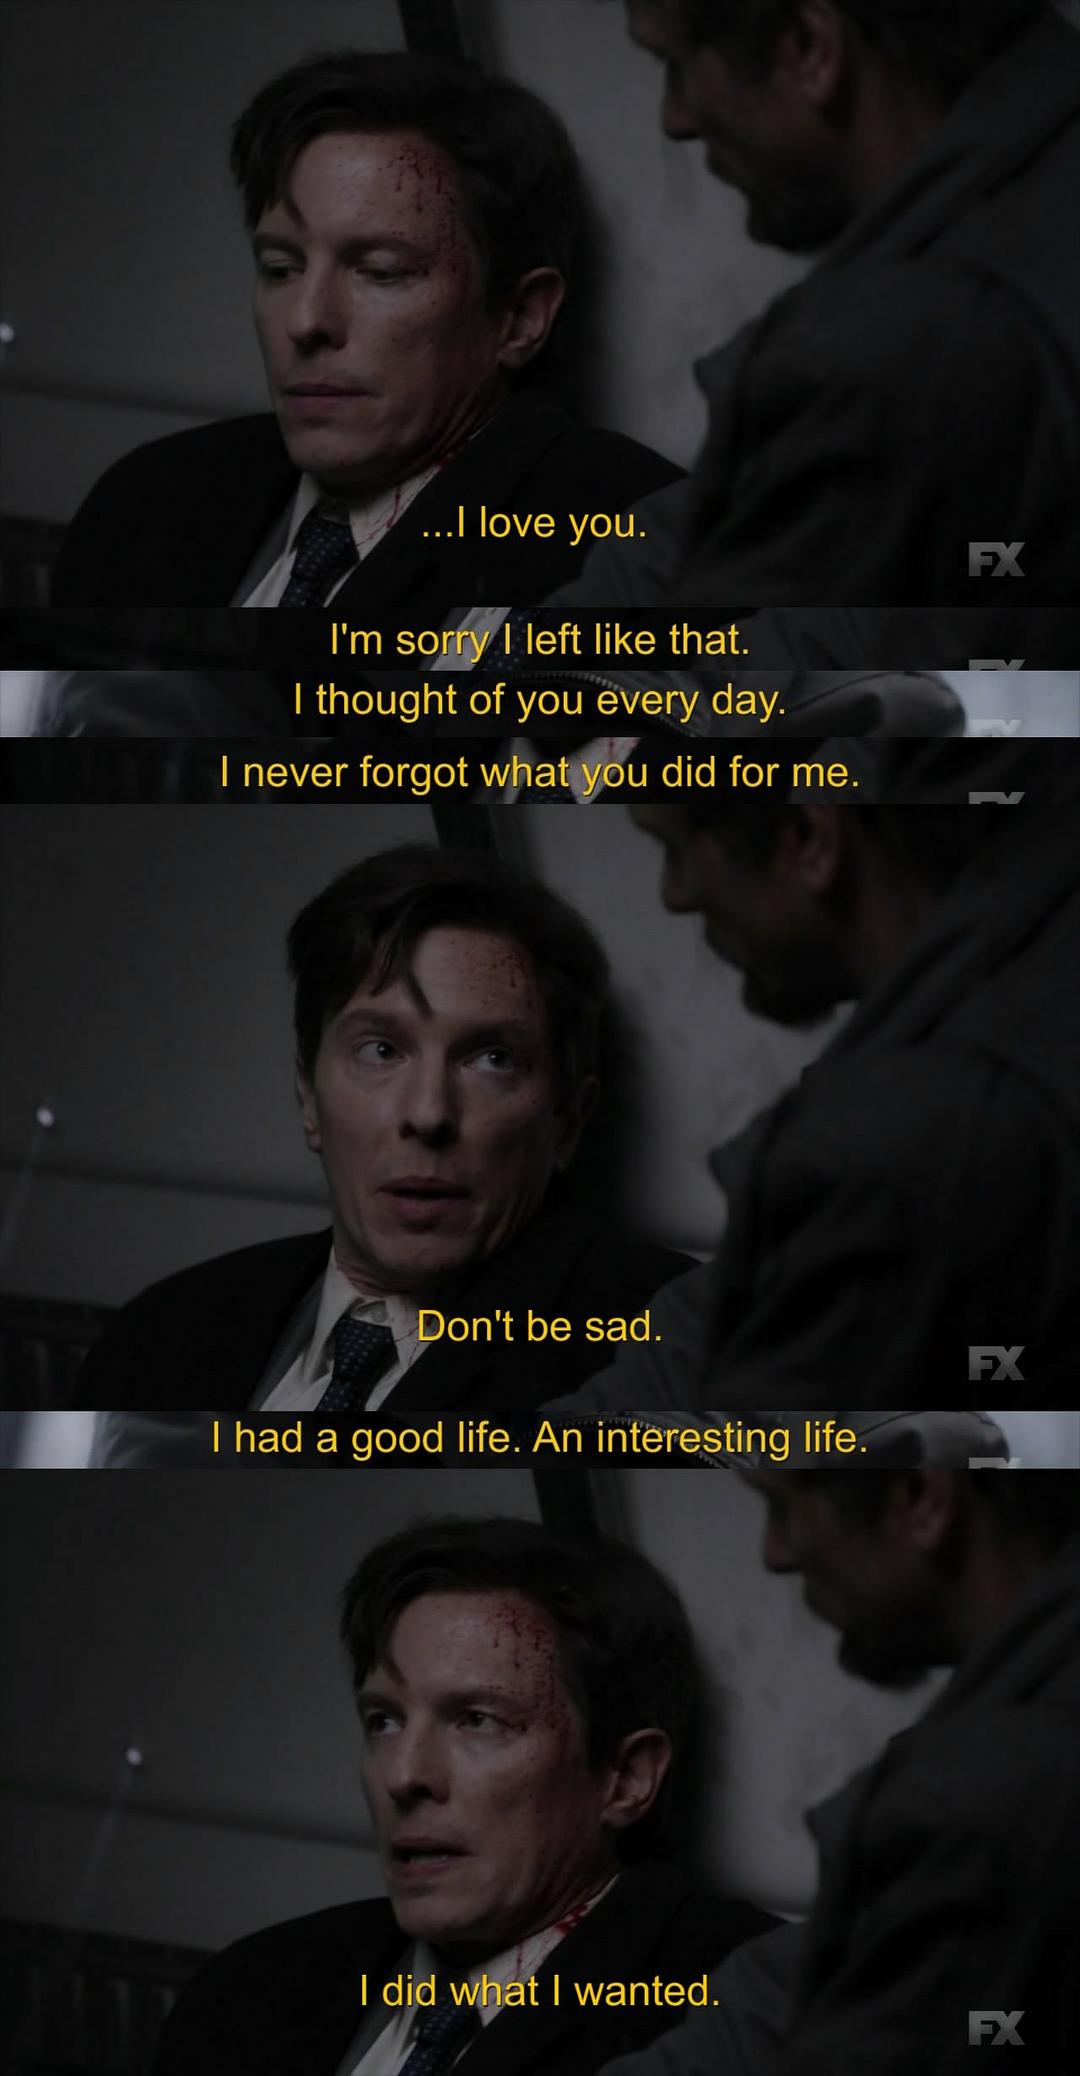 ...I love you.
FX
I'm sorry I left like that.
I thought of you every day.
I never forgot what you did for me.
Don't be sad.
FX
I had a good life. An interesting life.
I did what I wanted.
FX